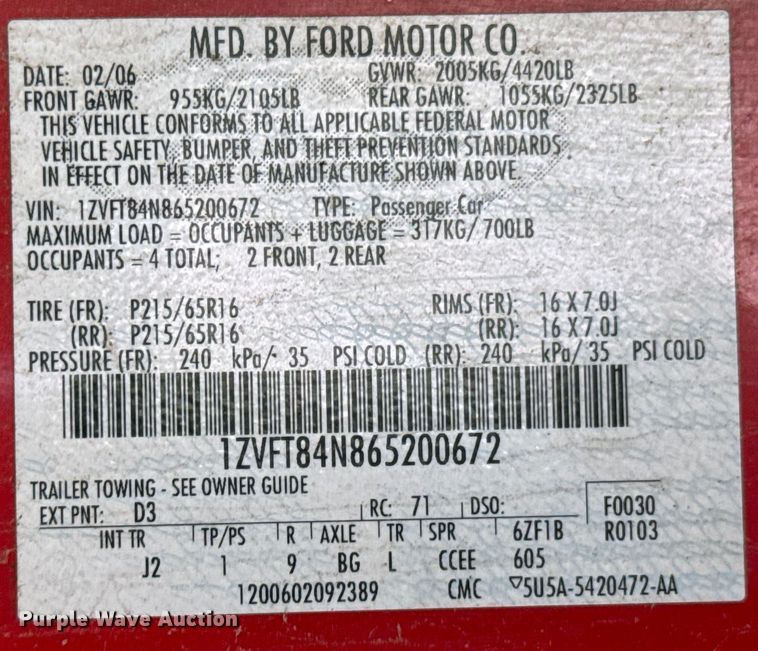 MFD. BY FORD MOTOR CO.
DATE: 02/06 GVWR: 2005KG/4420LB
FRONT GAWR: 955KG/2105LB REAR GAWR: 1055KG/2325LB
THIS VEHICLE CONFORMS TO ALL APPLICABLE FEDERAL MOTOR
VEHICLE SAFETY, BUMPER, AND THEFT PREVENTION STANDARDS
IN EFFECT ON THE DATE OF MANUFACTURE SHOWN ABOVE.
VIN: 1ZVFT84N865200672 TYPE: Passenger Car
MAXIMUM LOAD = OCCUPANTS + LUGGAGE = 317KG/ 700LB
OCCUPANTS = 4 TOTAL; 2 FRONT, 2 REAR
TIRE (FR): P215/65R16 RIMS (FR): 16 X 7.0J
(RR): P215/65R16 (RR): 16 X 7.0J
PRESSURE (FR): 240 kPa/ 35 PSI COLD (RR): 240 kPa/ 35 PSI COLD
1ZVFT84N865200672
TRAILER TOWING - SEE OWNER GUIDE
EXT PNT: D3 RC: 71 DSO: F0030
INT TR TP/PS R AXLE TR SPR 6ZF1B R0103
J2 1 9 BG L CCEE 605
1200602092389 CMC ▽5U5A-5420472-AA
Purple Wave Auction